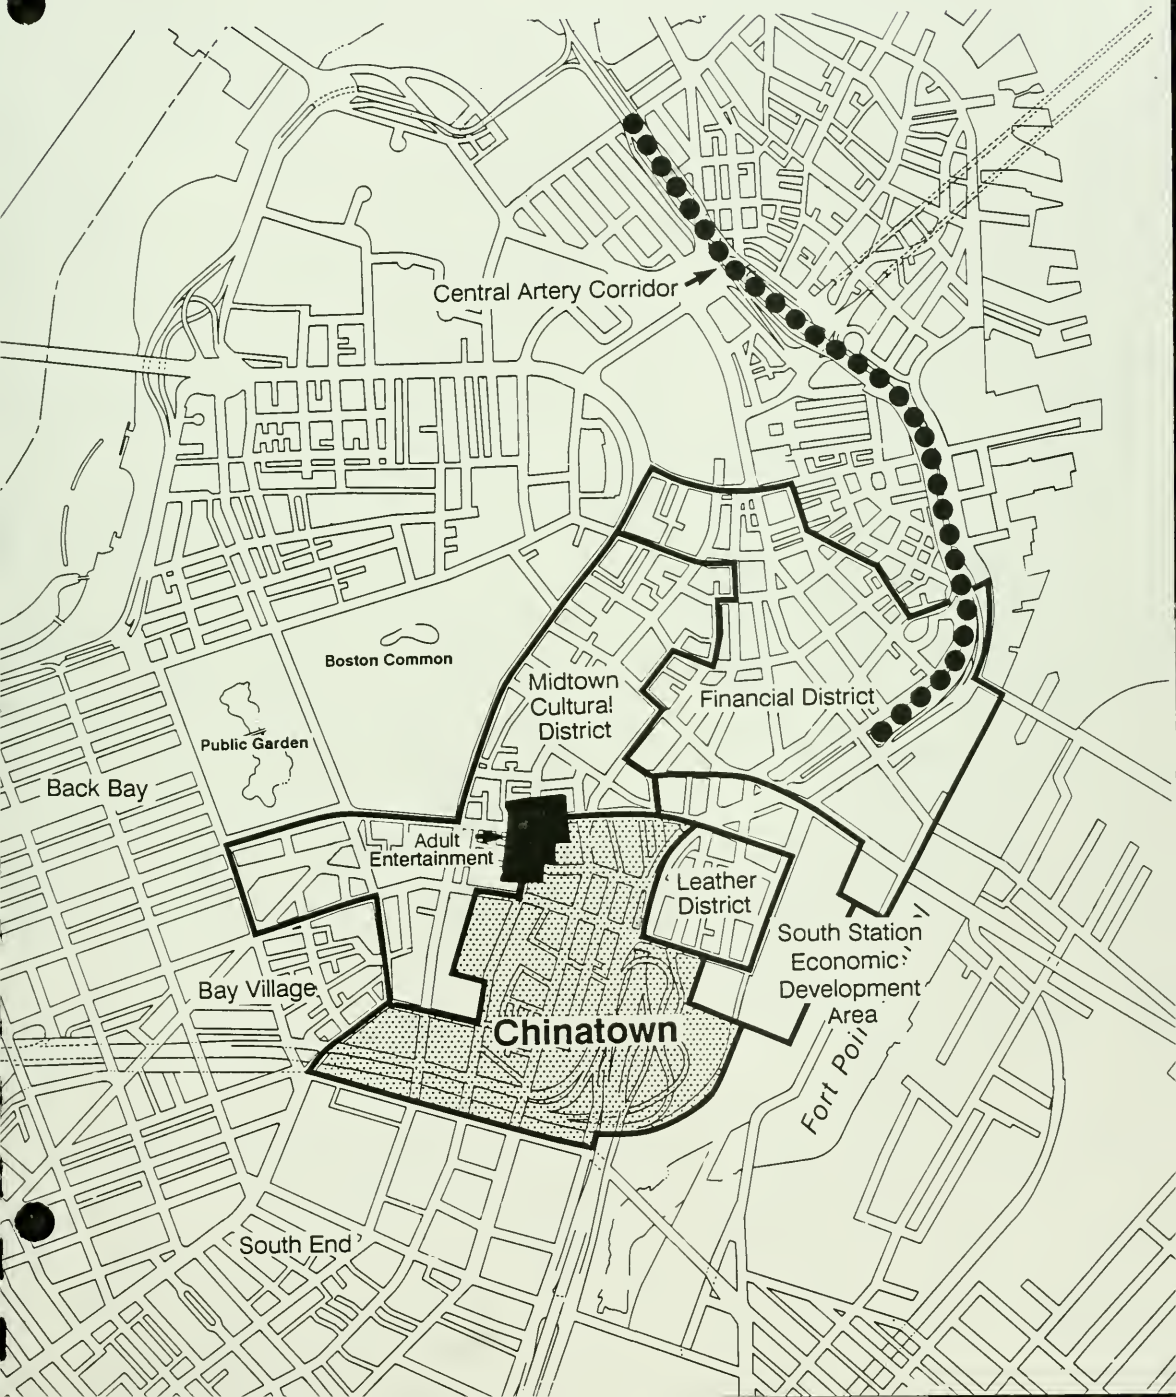 Central Artery Corridor
Boston Common
Midtown
Cultural
District
Financial District
Public Garden
Back Bay
Adult
Entertainment
Leather
District
South Station
Economic
Development
Area
Bay Village
Chinatown
Fort Poi
South End